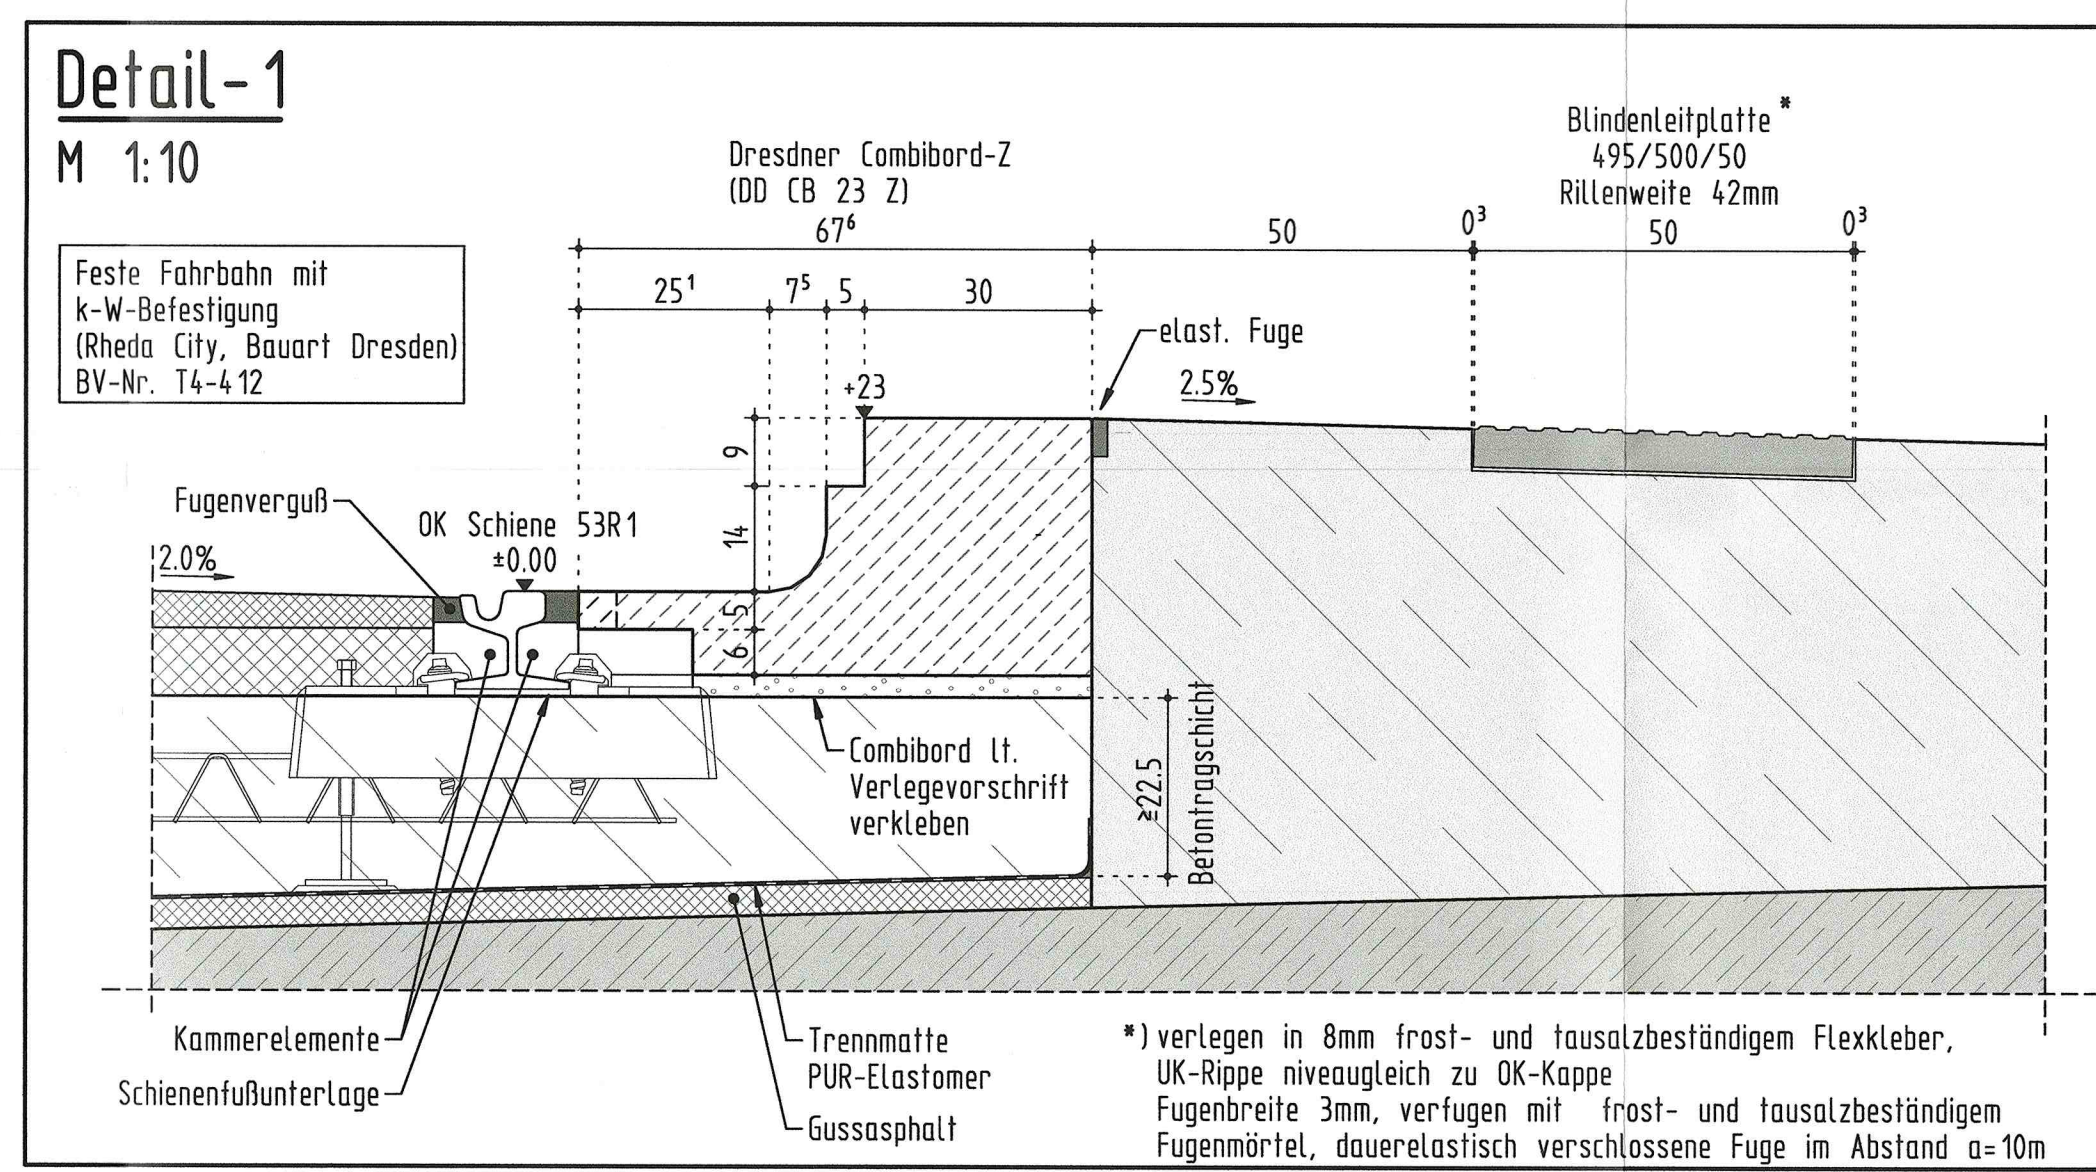 Detail-1
M 1:10
Feste Fahrbahn mit
k-W-Befestigung
(Rheda City, Bauart Dresden)
BV-Nr. T4-412
Dresdner Combibord-Z
(DD CB 23 Z)
67⁶
25¹ 7⁵ 5 30
50 0³ 50 0³
Blindenleitplatte *
495/500/50
Rillenweite 42mm
elast. Fuge
2.5%
+23
9
14
5
6
Fugenverguß
OK Schiene 53R1
±0.00
2.0%
Combibord lt.
Verlegevorschrift
verkleben
≥22.5
Betontragschicht
Kammerelemente
Schienenfußunterlage
Trennmatte
PUR-Elastomer
Gussasphalt
*) verlegen in 8mm frost- und tausalzbeständigem Flexkleber,
UK-Rippe niveaugleich zu OK-Kappe
Fugenbreite 3mm, verfugen mit frost- und tausalzbeständigem
Fugenmörtel, dauerelastisch verschlossene Fuge im Abstand a=10m